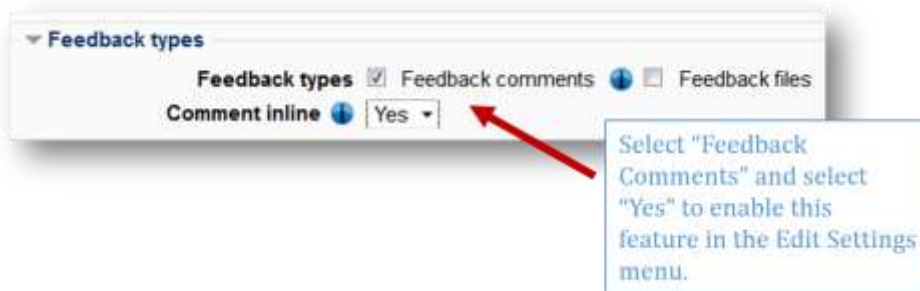 Feedback types
Feedback types Feedback comments Feedback files
Comment inline Yes
Select "Feedback
Comments" and select
"Yes" to enable this
feature in the Edit Settings
menu.